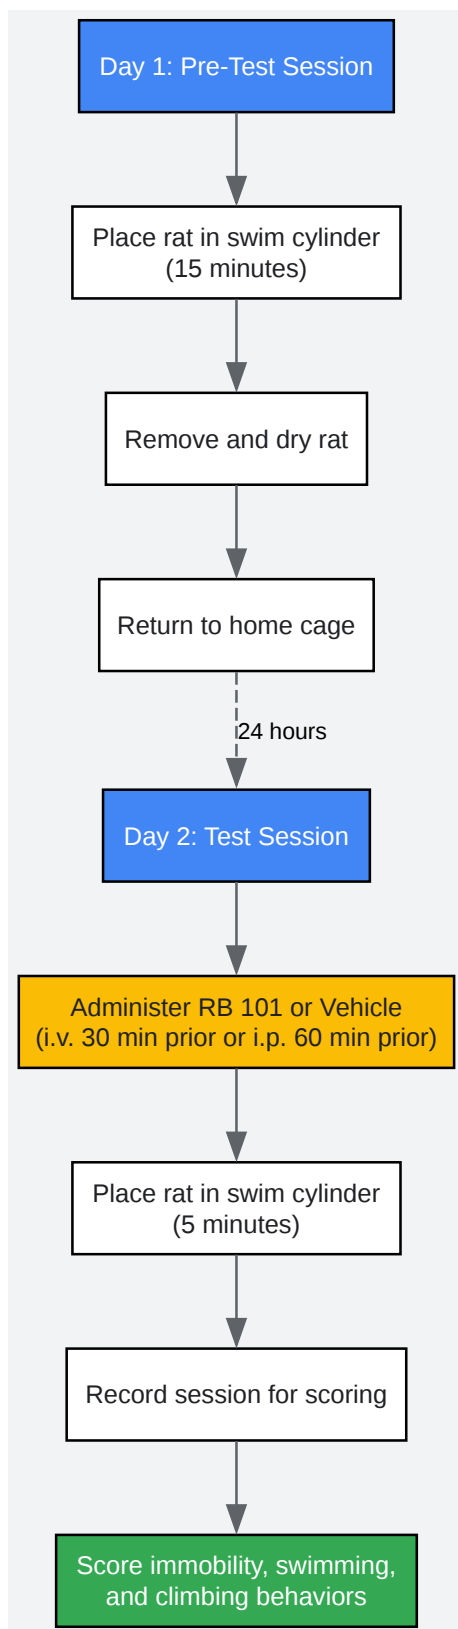 Day 1: Pre-Test Session
Place rat in swim cylinder
(15 minutes)
Remove and dry rat
Return to home cage
24 hours
Day 2: Test Session
Administer RB 101 or Vehicle
(i.v. 30 min prior or i.p. 60 min prior)
Place rat in swim cylinder
(5 minutes)
Record session for scoring
Score immobility, swimming,
and climbing behaviors